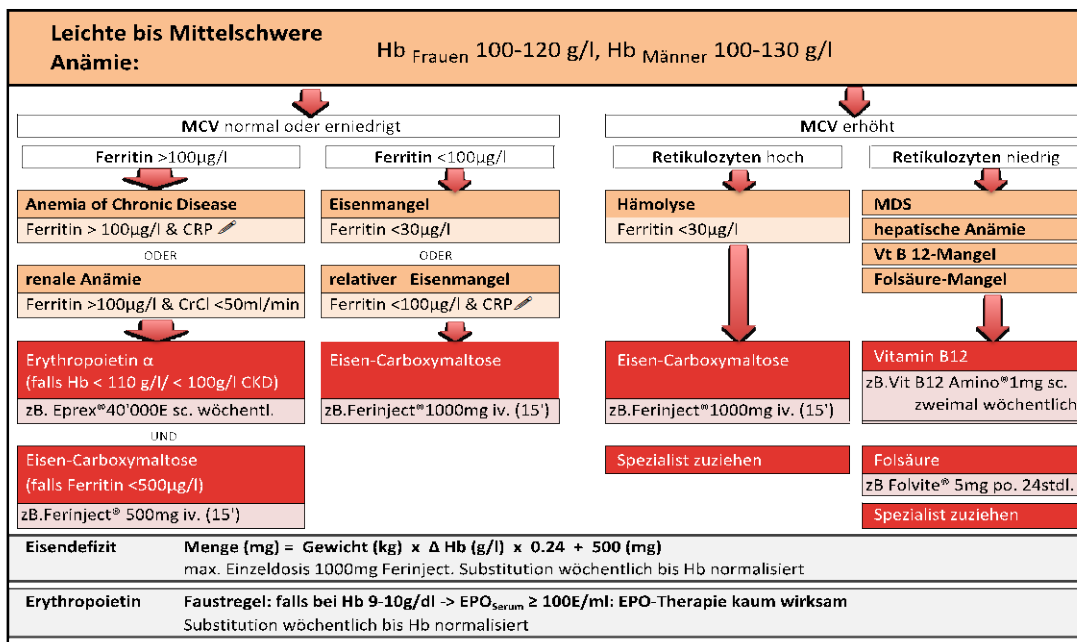 Leichte bis Mittelschwere
Anämie:
Hb Frauen 100-120 g/l, Hb Männer 100-130 g/l
MCV normal oder erniedrigt
MCV erhöht
Ferritin >100µg/l
Ferritin <100µg/l
Retikulozyten hoch
Retikulozyten niedrig
Anemia of Chronic Disease
Ferritin > 100µg/l & CRP
ODER
renale Anämie
Ferritin >100µg/l & CrCl <50ml/min
Erythropoietin α
(falls Hb < 110 g/l/ < 100g/l CKD)
zB. Eprex®40'000E sc. wöchentl.
UND
Eisen-Carboxymaltose
(falls Ferritin <500µg/l)
zB.Ferinject® 500mg iv. (15')
Eisenmangel
Ferritin <30µg/l
ODER
relativer Eisenmangel
Ferritin <100µg/l & CRP
Eisen-Carboxymaltose
zB.Ferinject®1000mg iv. (15')
Hämolyse
Ferritin <30µg/l
Eisen-Carboxymaltose
zB.Ferinject®1000mg iv. (15')
Spezialist zuziehen
MDS
hepatische Anämie
Vt B 12-Mangel
Folsäure-Mangel
Vitamin B12
zB.Vit B12 Amino®1mg sc.
zweimal wöchentlich
Folsäure
zB Folvite® 5mg po. 24stdl.
Spezialist zuziehen
Eisendefizit Menge (mg) = Gewicht (kg) x Δ Hb (g/l) x 0.24 + 500 (mg)
max. Einzeldosis 1000mg Ferinject. Substitution wöchentlich bis Hb normalisiert
Erythropoietin Faustregel: falls bei Hb 9-10g/dl -> EPOSerum ≥ 100E/ml: EPO-Therapie kaum wirksam
Substitution wöchentlich bis Hb normalisiert